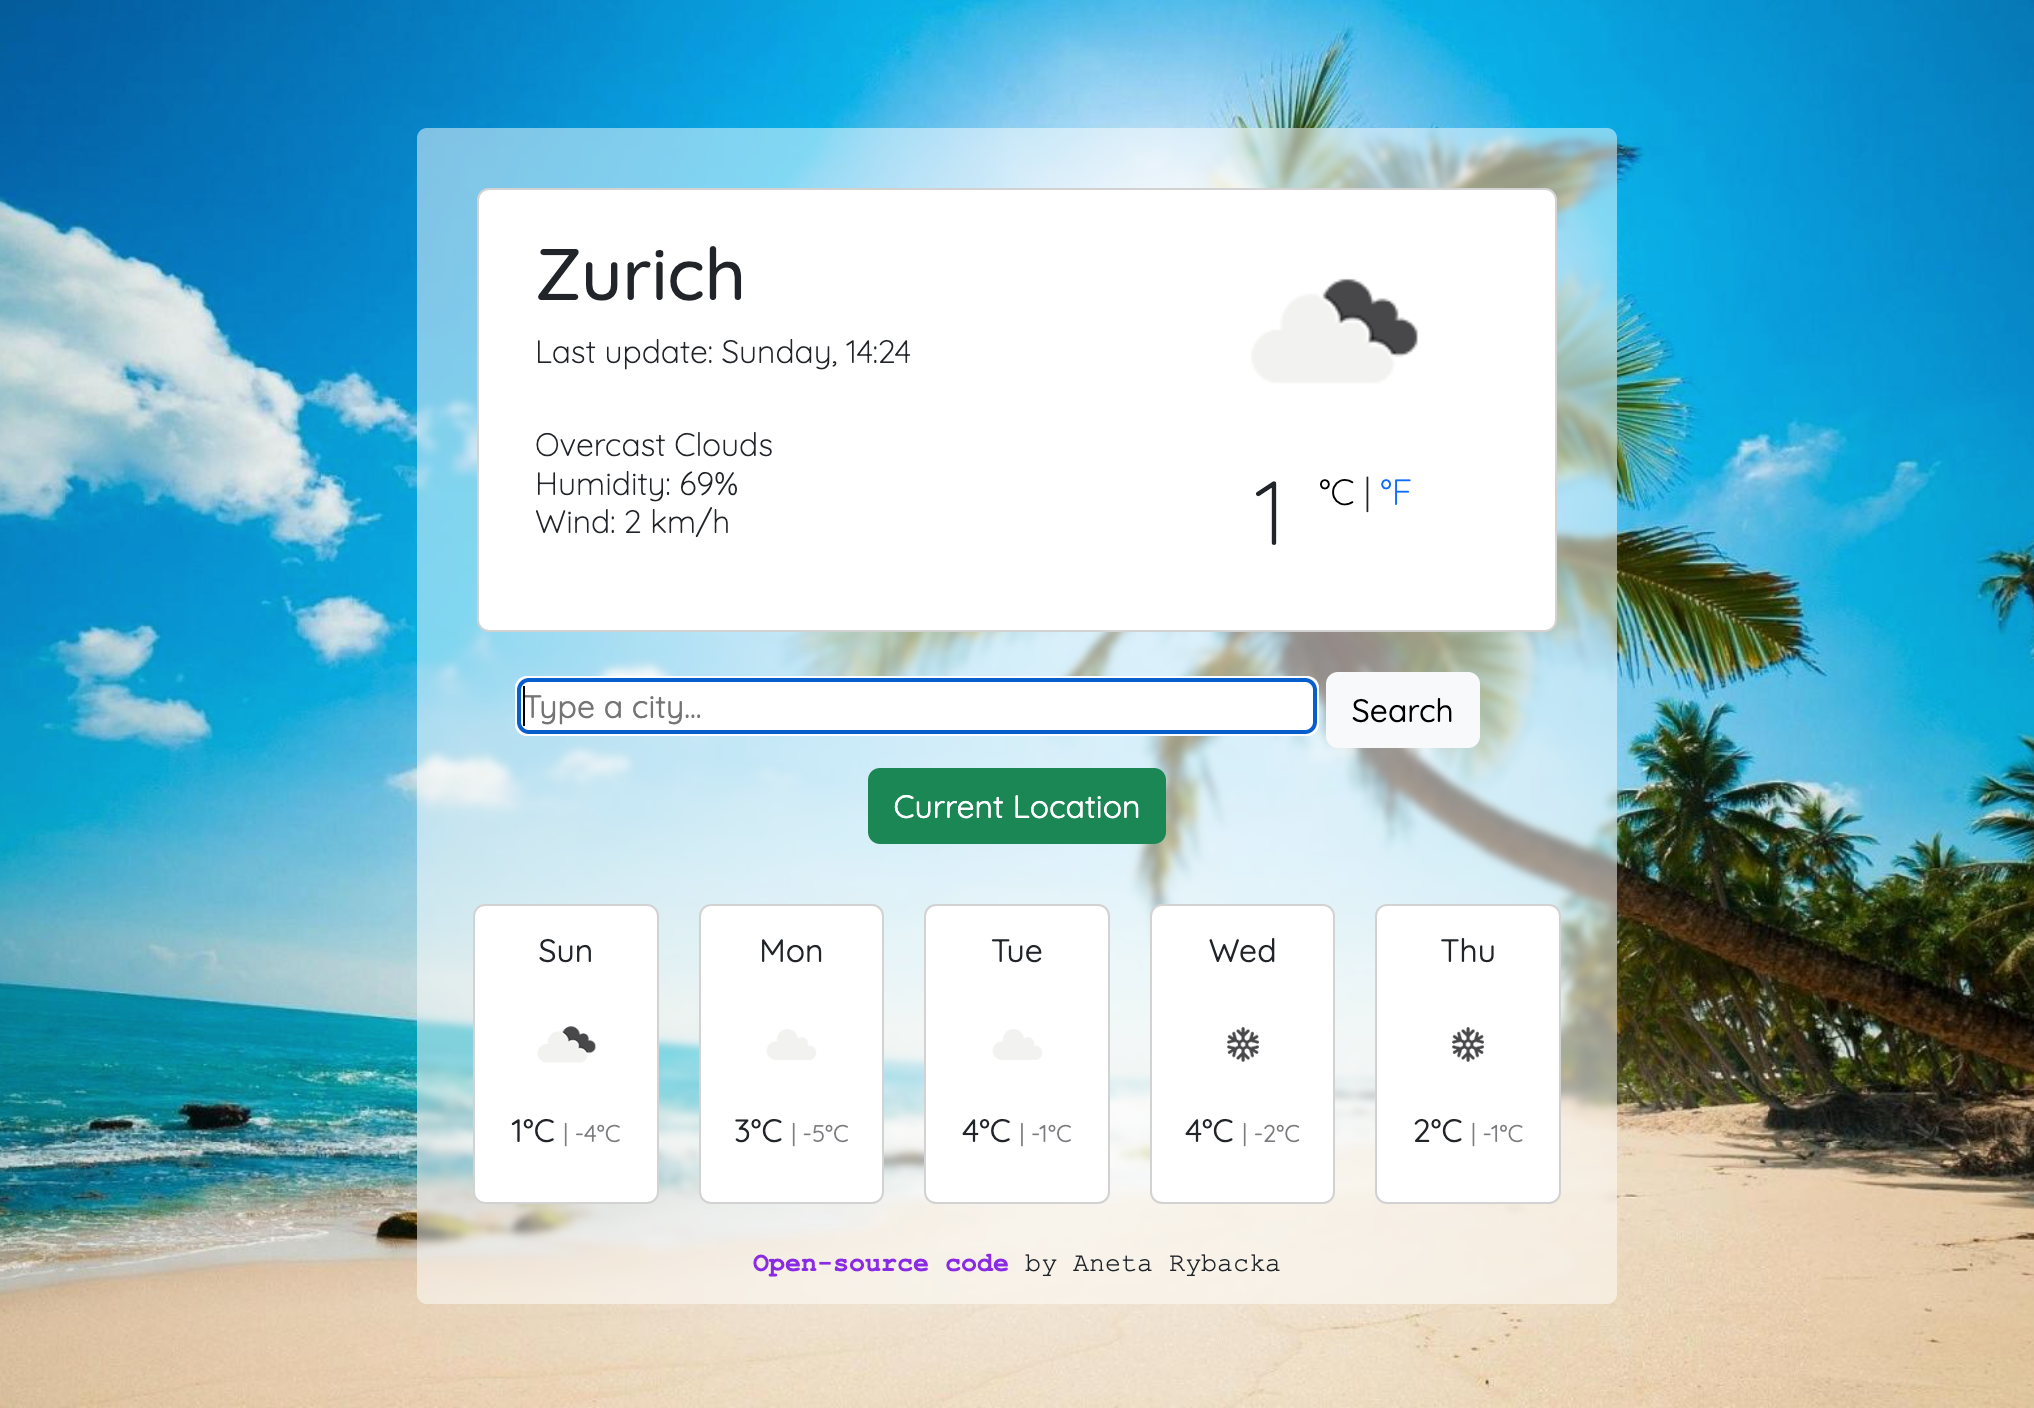 Zurich
Last update: Sunday, 14:24
Overcast Clouds
Humidity: 69%
Wind: 2 km/h
1 °C | °F
Type a city...
Search
Current Location
Sun
1°C | -4°C
Mon
3°C | -5°C
Tue
4°C | -1°C
Wed
4°C | -2°C
Thu
2°C | -1°C
Open-source code by Aneta Rybacka